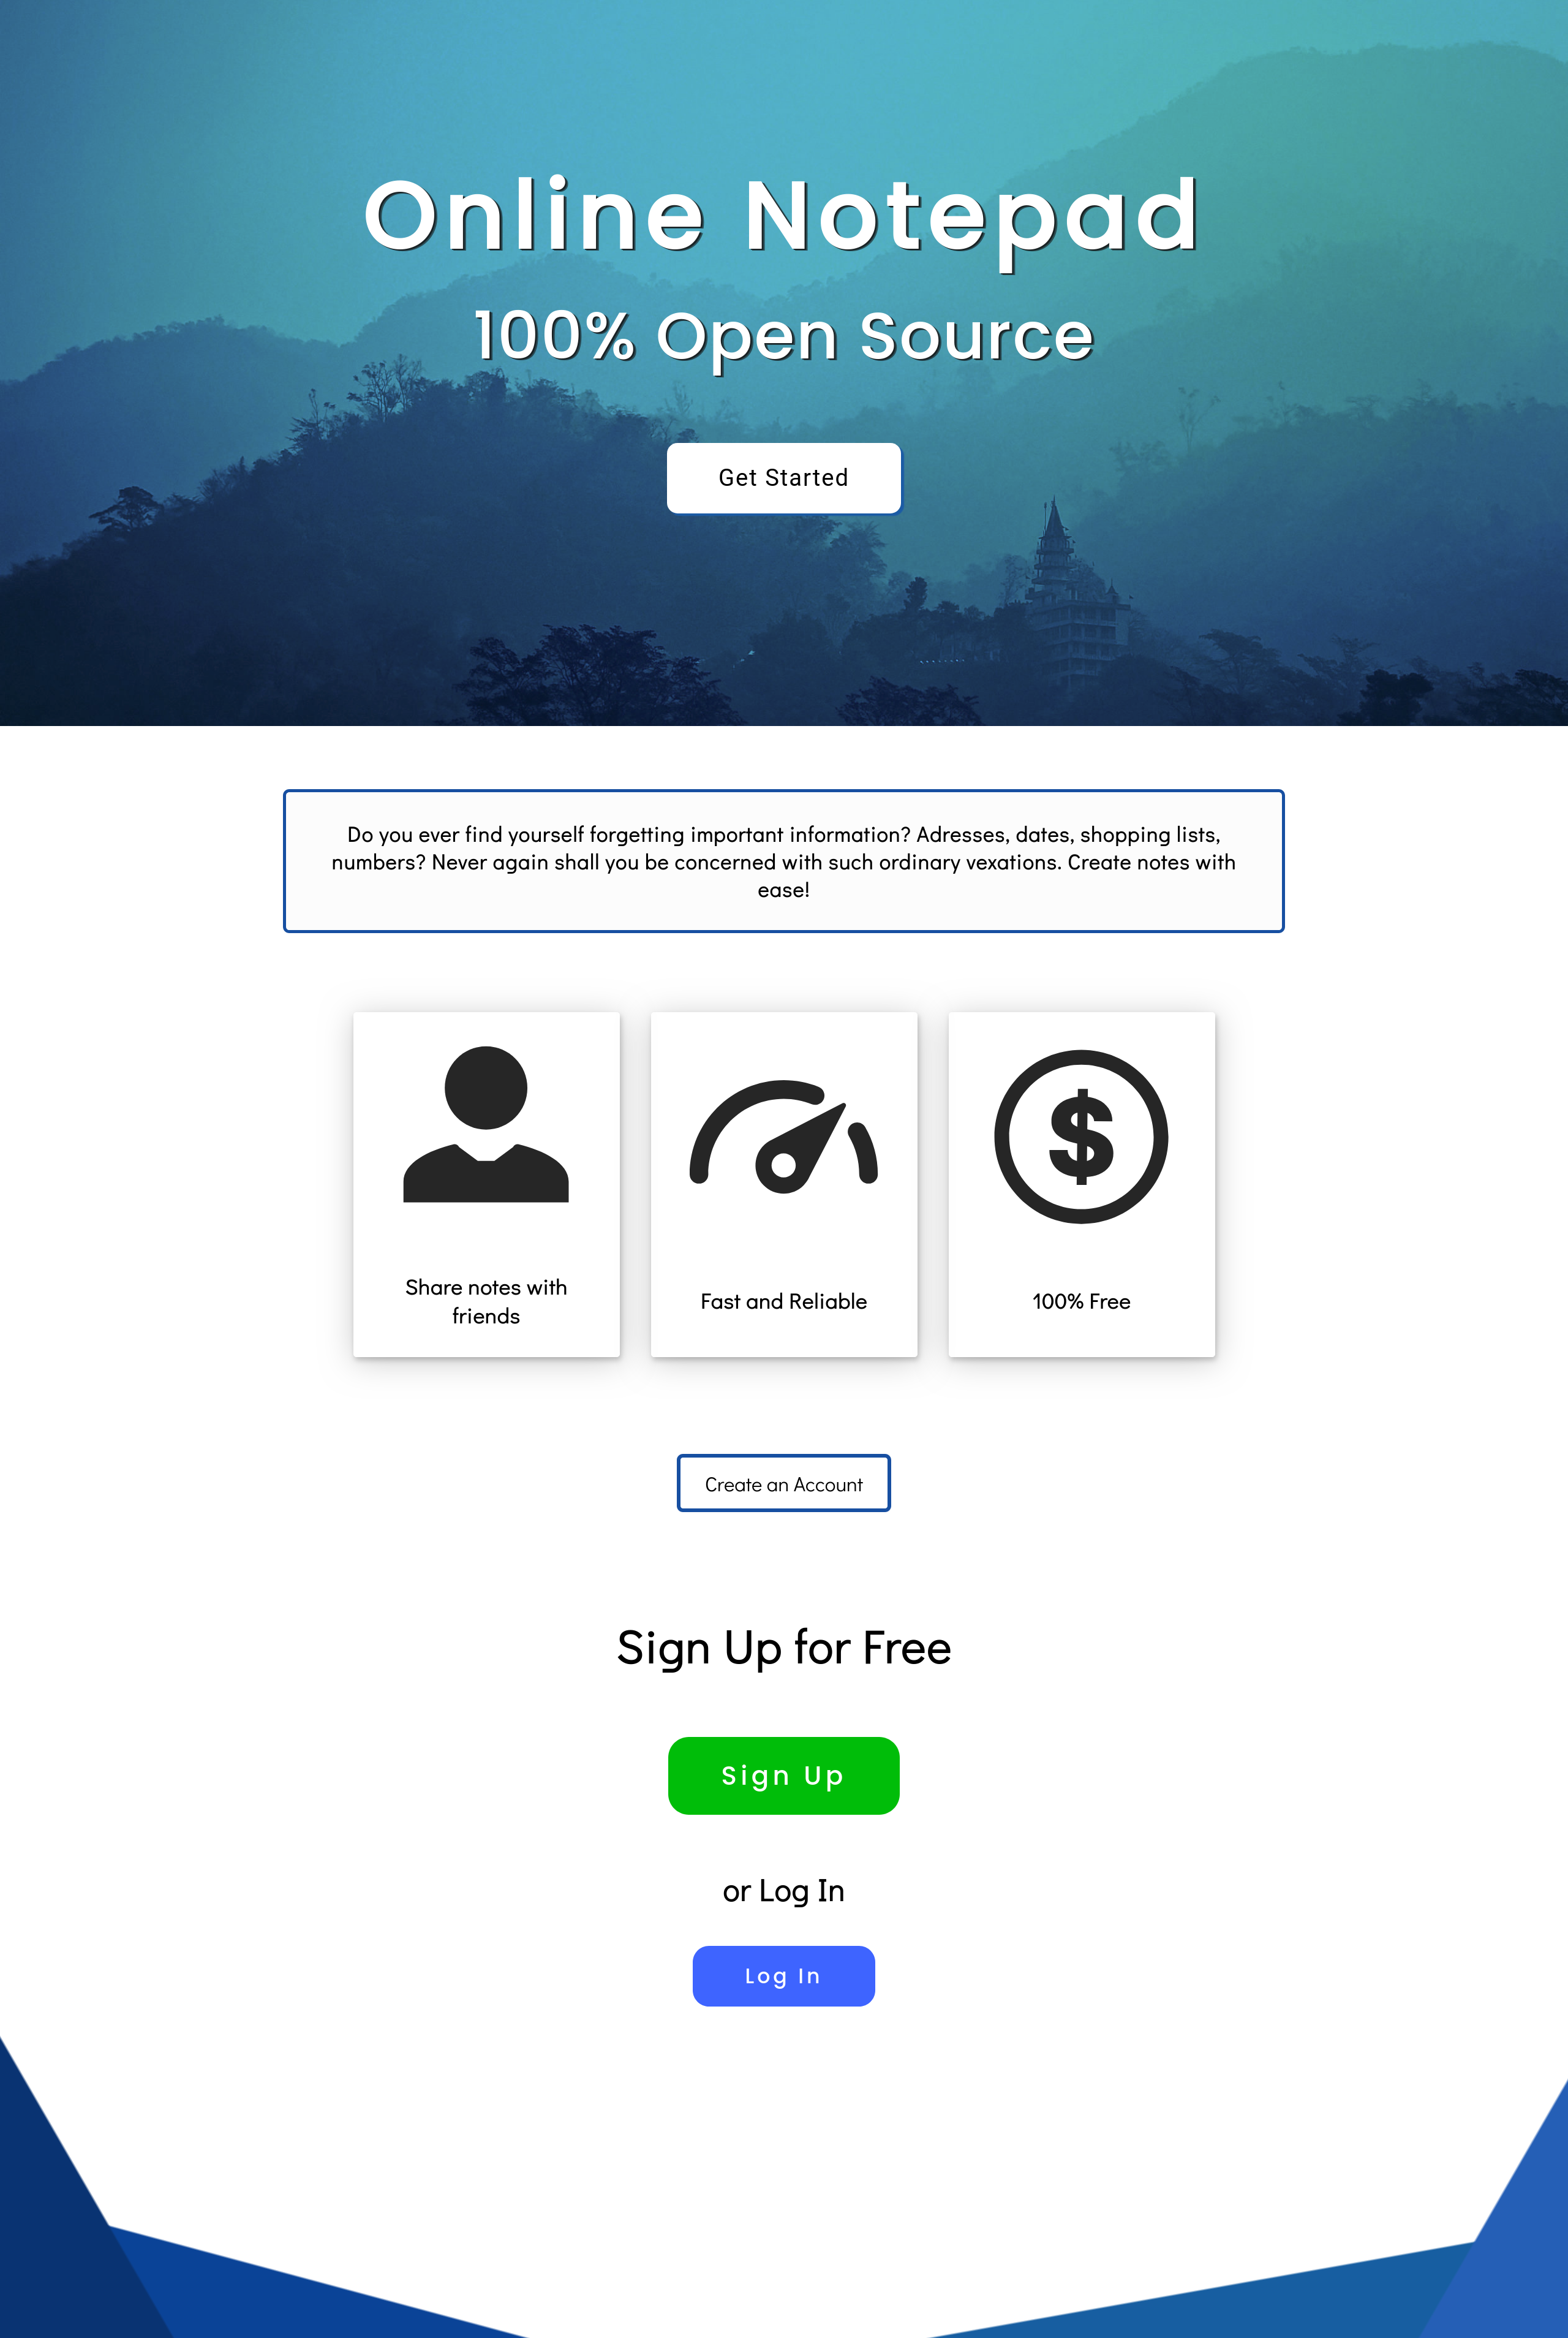 Online Notepad
100% Open Source
Get Started
Do you ever find yourself forgetting important information? Adresses, dates, shopping lists,
numbers? Never again shall you be concerned with such ordinary vexations. Create notes with
ease!
Share notes with
friends
Fast and Reliable
100% Free
Create an Account
Sign Up for Free
Sign Up
or Log In
Log In